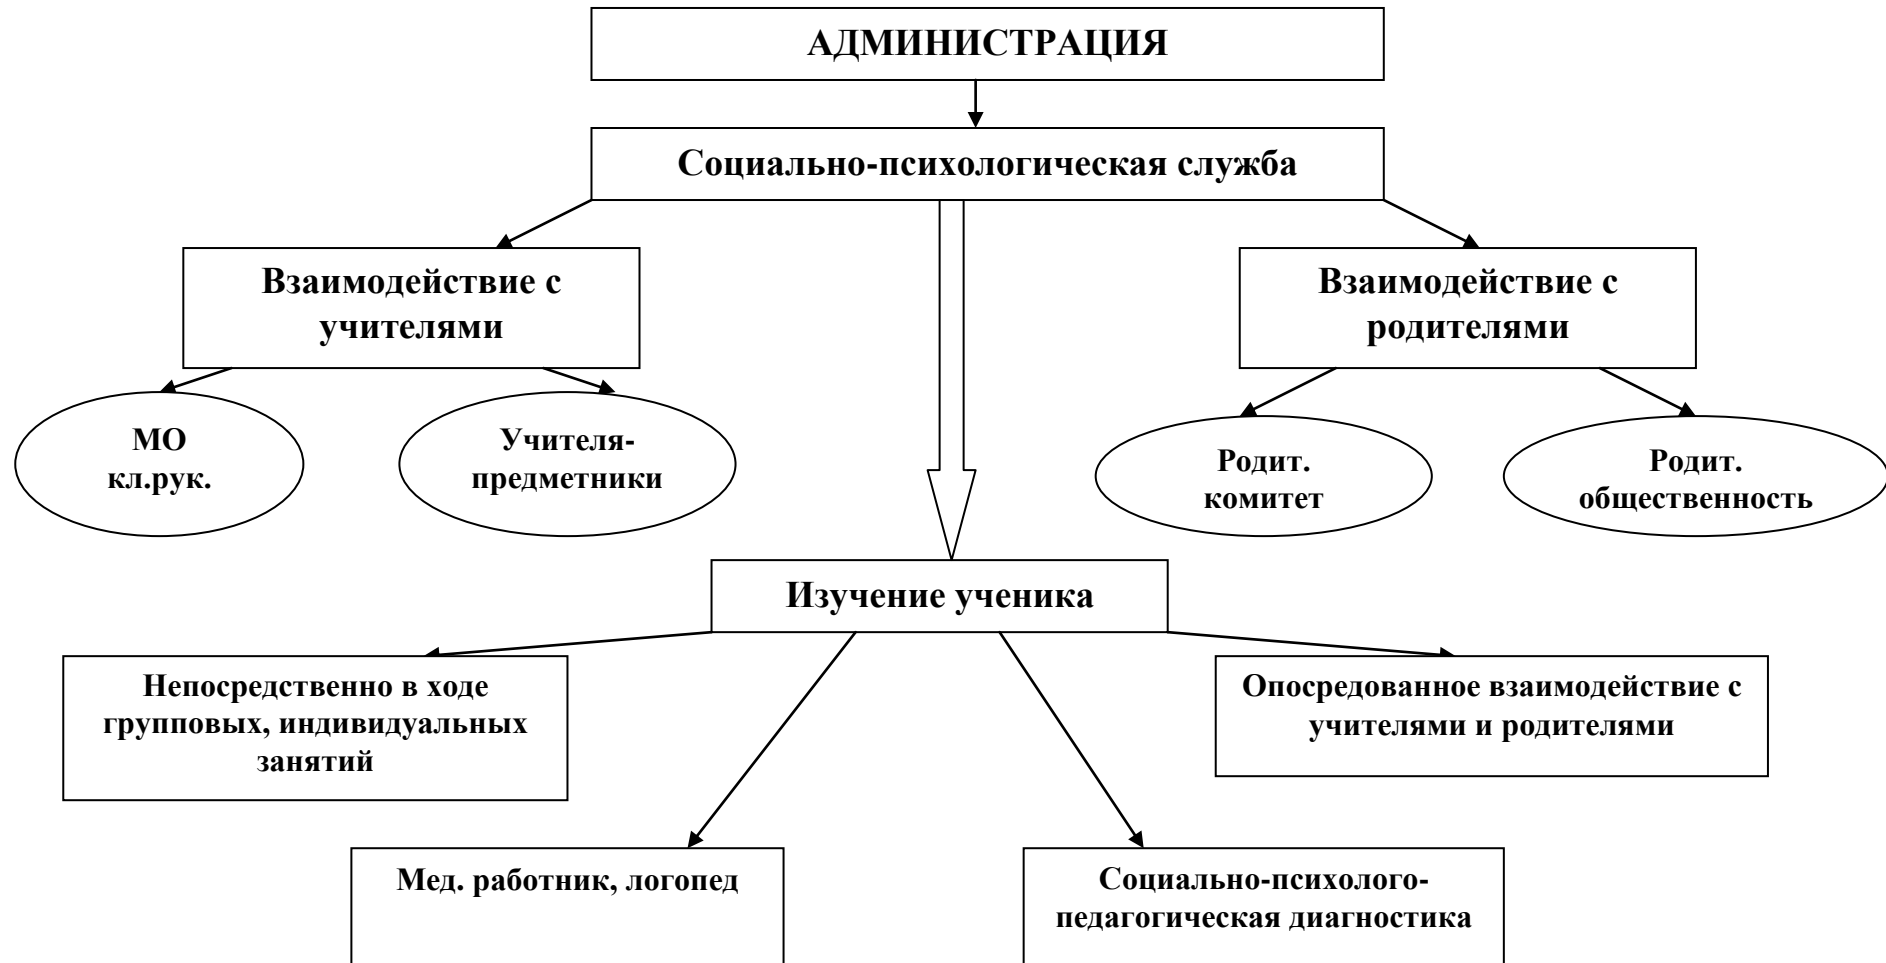 АДМИНИСТРАЦИЯ
Социально-психологическая служба
Взаимодействие с
учителями
Взаимодействие с
родителями
МО
кл.рук.
Учителя-
предметники
Родит.
комитет
Родит.
общественность
Изучение ученика
Непосредственно в ходе
групповых, индивидуальных
занятий
Опосредованное взаимодействие с
учителями и родителями
Мед. работник, логопед
Социально-психолого-
педагогическая диагностика